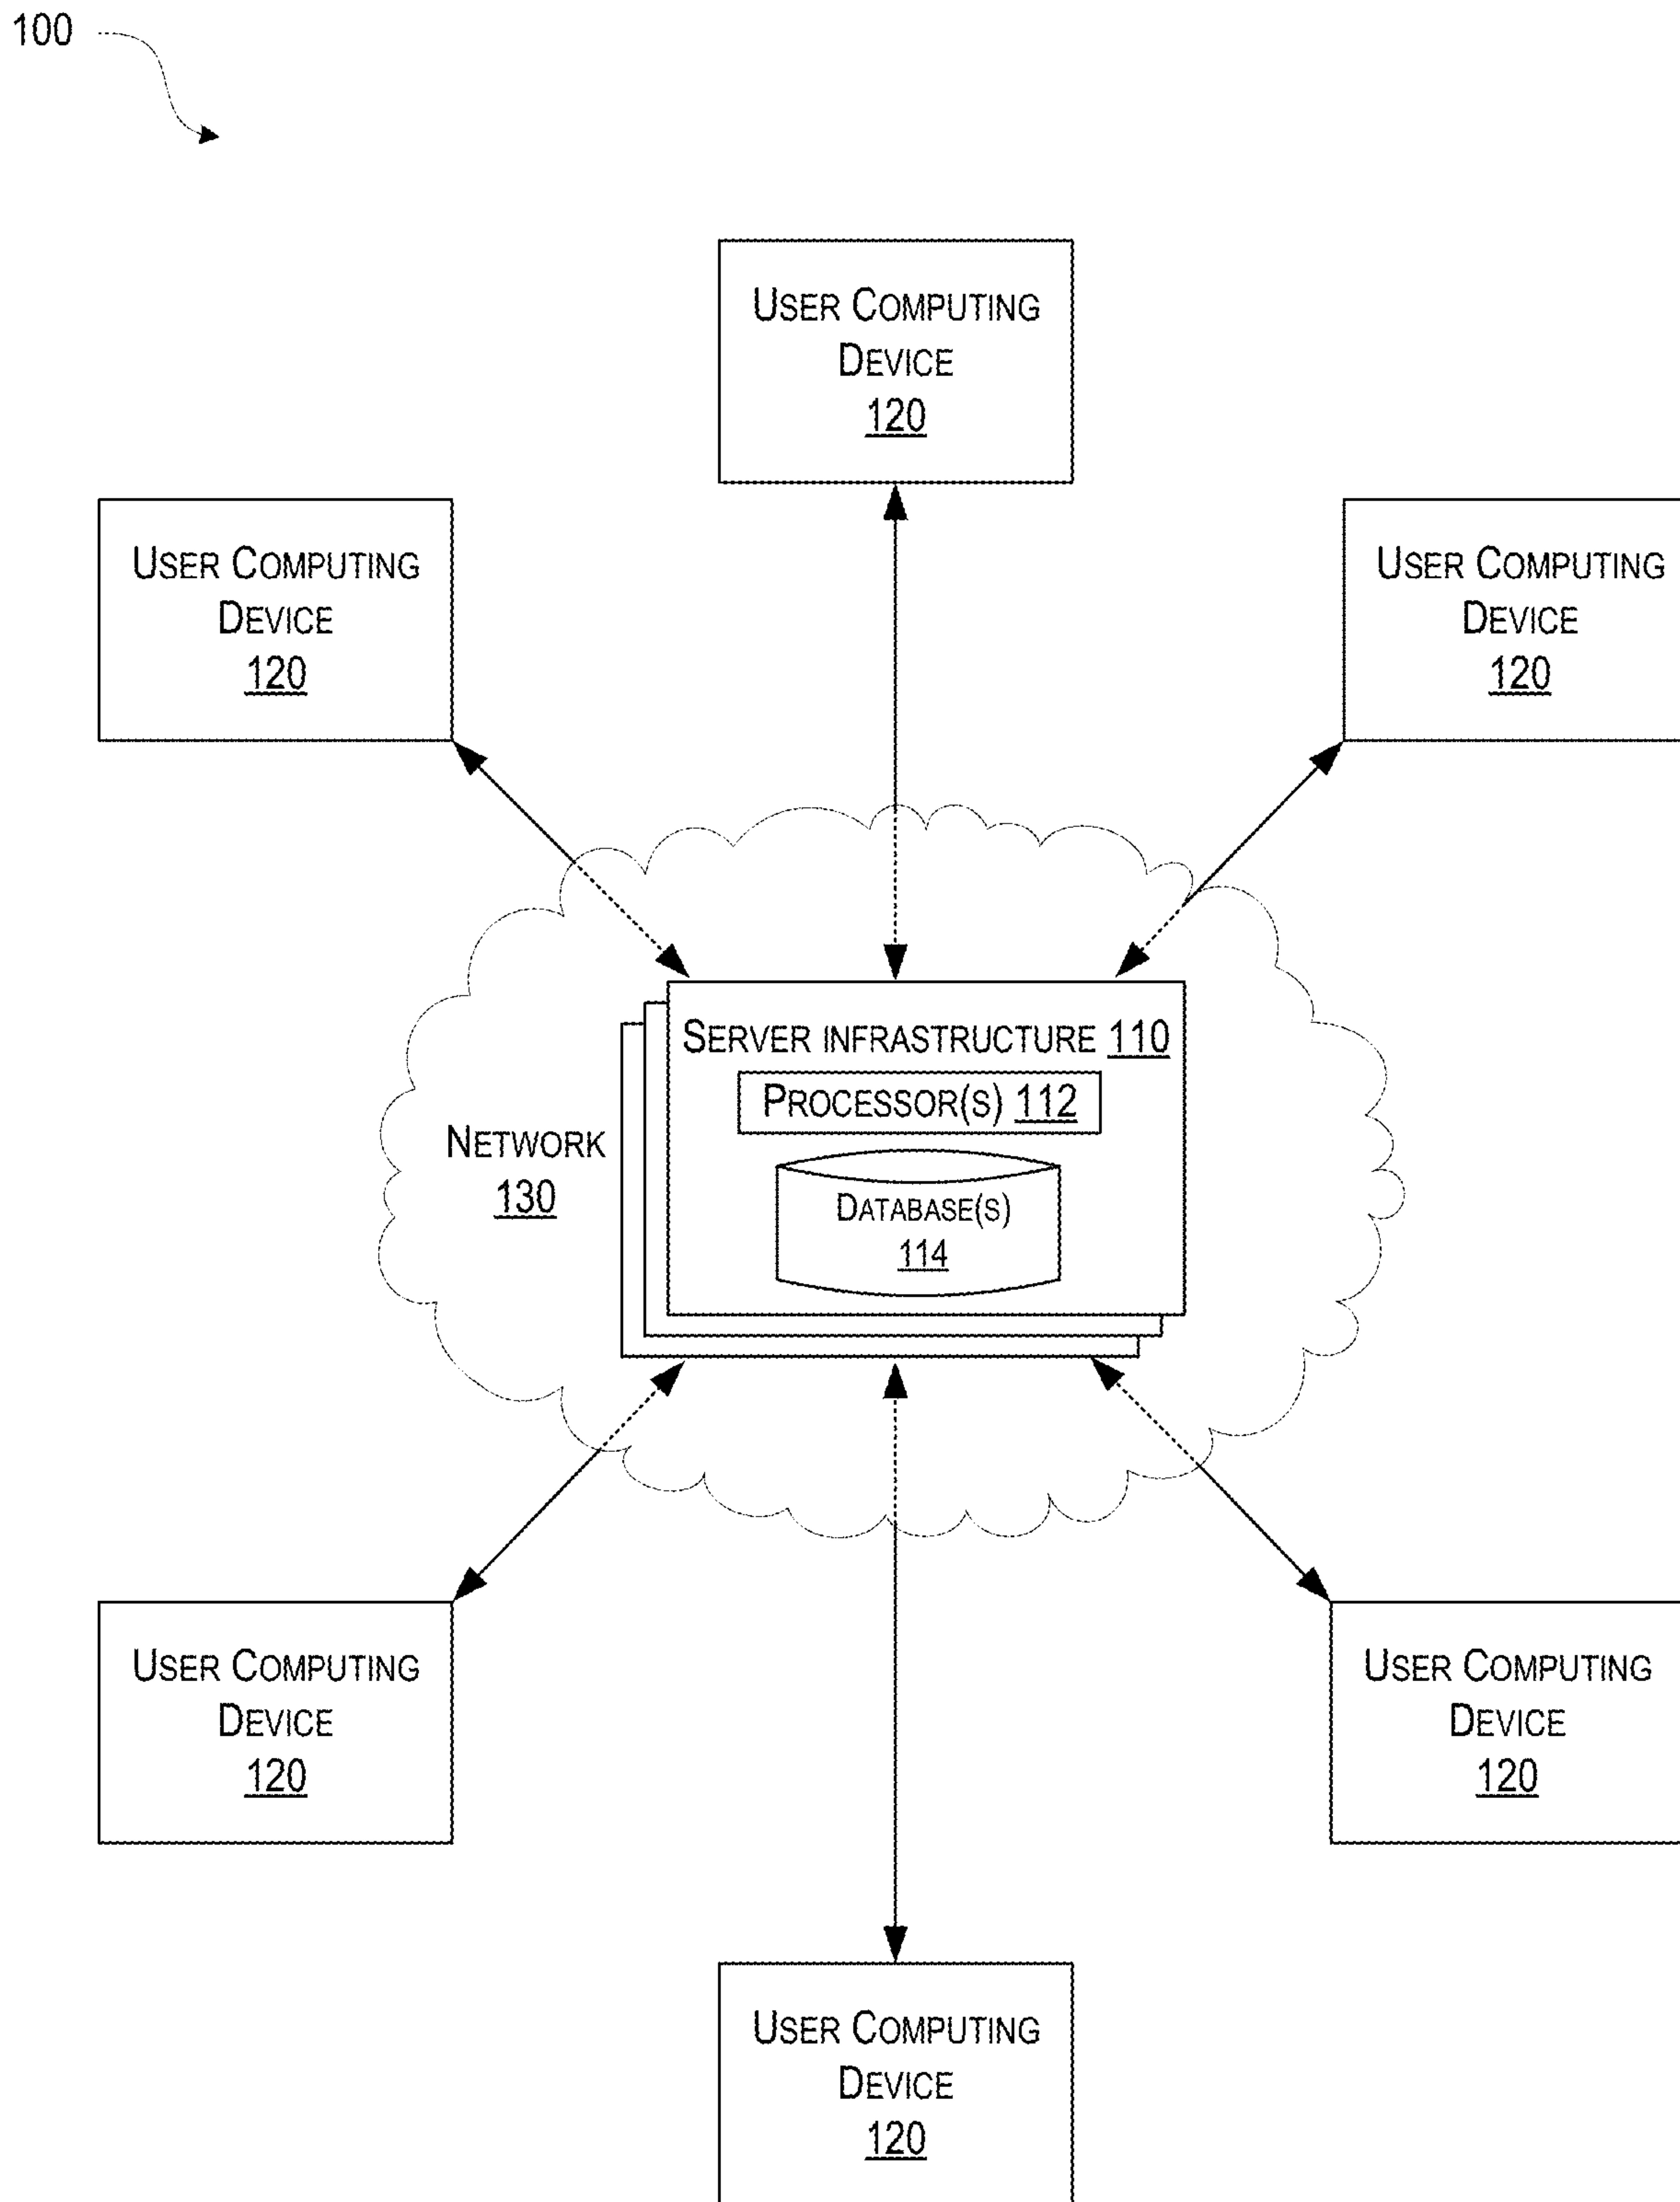 100
USER COMPUTING
DEVICE
120
USER COMPUTING
DEVICE
120
USER COMPUTING
DEVICE
120
SERVER INFRASTRUCTURE 110
PROCESSOR(S) 112
NETWORK
130
DATABASE(S)
114
USER COMPUTING
DEVICE
120
USER COMPUTING
DEVICE
120
USER COMPUTING
DEVICE
120